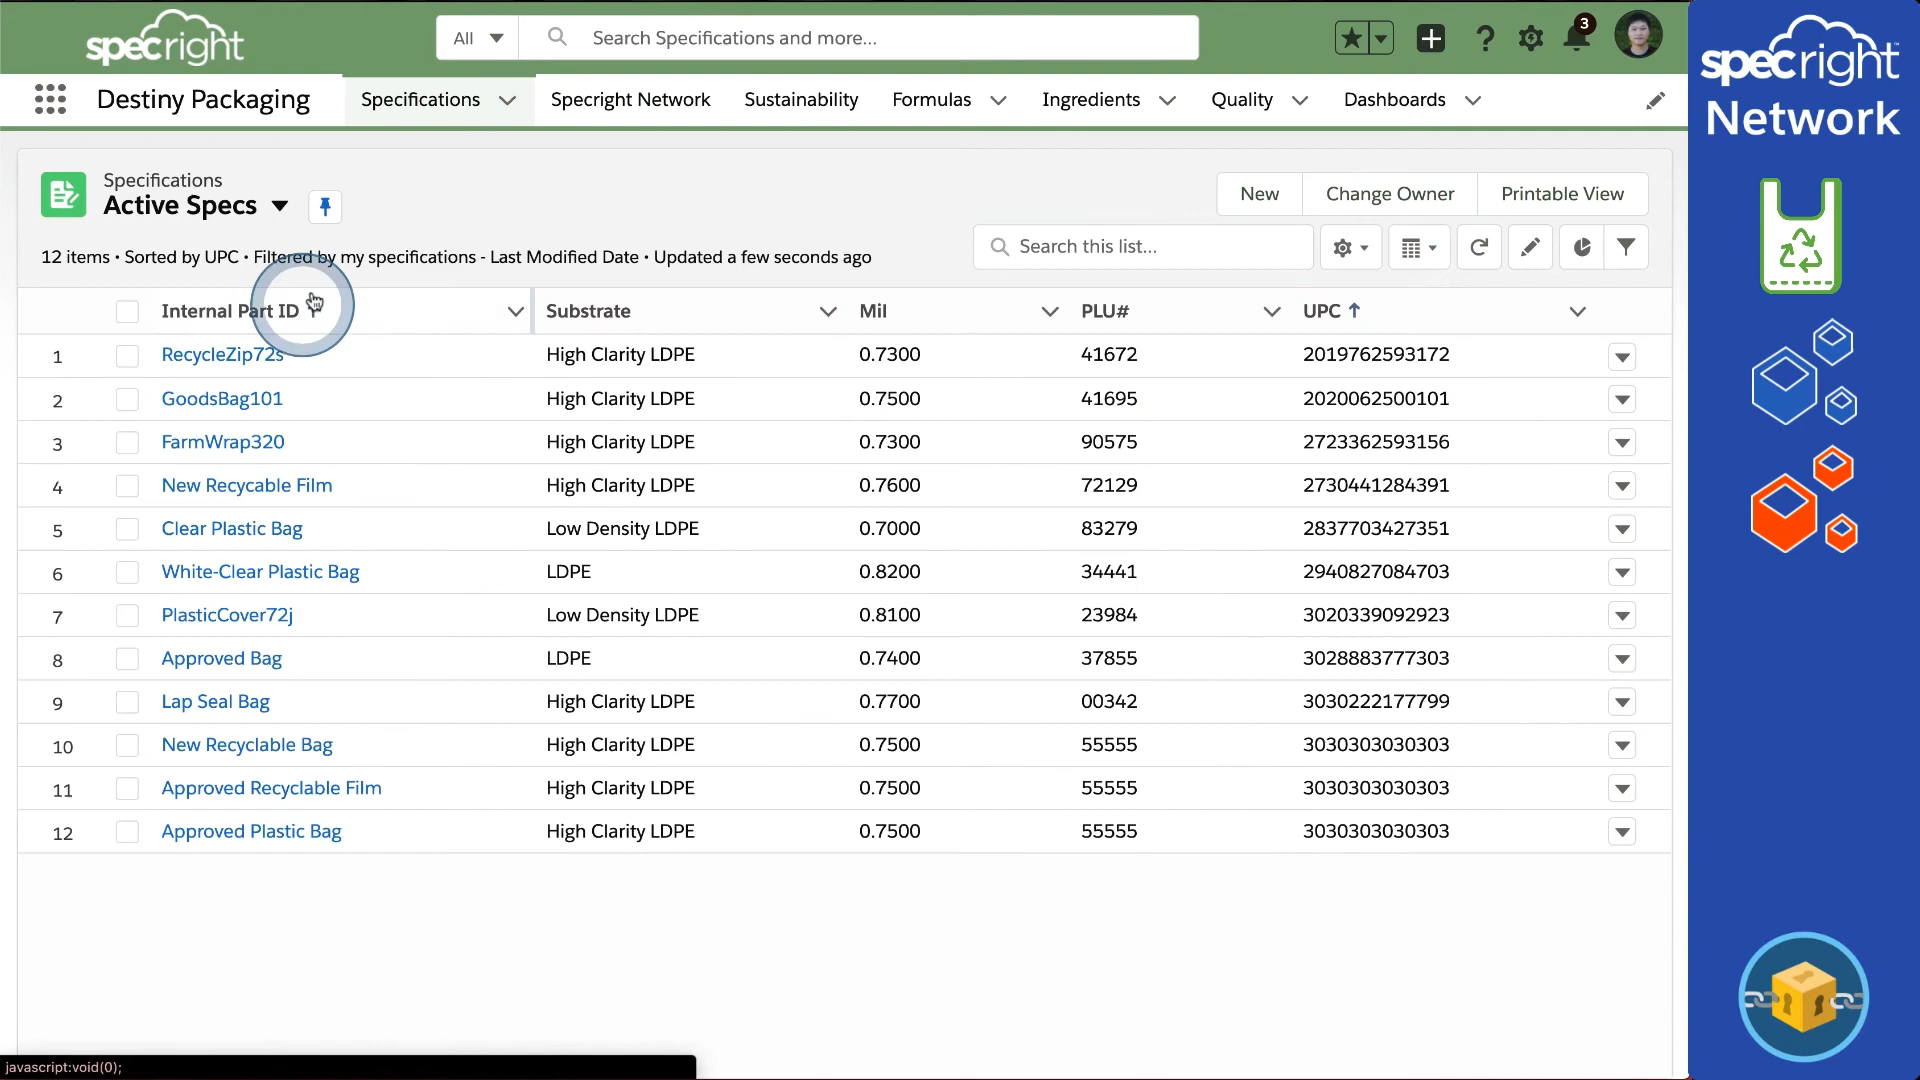 specright
All
Search Specifications and more...
3
specright
Network
Destiny Packaging
Specifications
Specright Network
Sustainability
Formulas
Ingredients
Quality
Dashboards
Specifications
Active Specs
New
Change Owner
Printable View
12 items • Sorted by UPC • Filtered by my specifications - Last Modified Date • Updated a few seconds ago
Search this list...
Internal Part ID Substrate Mil PLU# UPC ↑
1 RecycleZip72s High Clarity LDPE 0.7300 41672 2019762593172
2 GoodsBag101 High Clarity LDPE 0.7500 41695 2020062500101
3 FarmWrap320 High Clarity LDPE 0.7300 90575 2723362593156
4 New Recycable Film High Clarity LDPE 0.7600 72129 2730441284391
5 Clear Plastic Bag Low Density LDPE 0.7000 83279 2837703427351
6 White-Clear Plastic Bag LDPE 0.8200 34441 2940827084703
7 PlasticCover72j Low Density LDPE 0.8100 23984 3020339092923
8 Approved Bag LDPE 0.7400 37855 3028883777303
9 Lap Seal Bag High Clarity LDPE 0.7700 00342 3030222177799
10 New Recyclable Bag High Clarity LDPE 0.7500 55555 3030303030303
11 Approved Recyclable Film High Clarity LDPE 0.7500 55555 3030303030303
12 Approved Plastic Bag High Clarity LDPE 0.7500 55555 3030303030303
javascript:void(0);